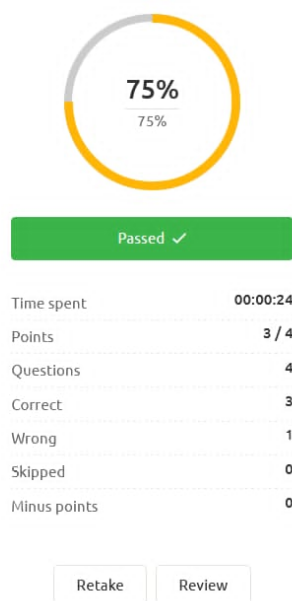 75%
75%
Passed
Time spent 00:00:24
Points 3 / 4
Questions 4
Correct 3
Wrong 1
Skipped 0
Minus points 0
Retake Review